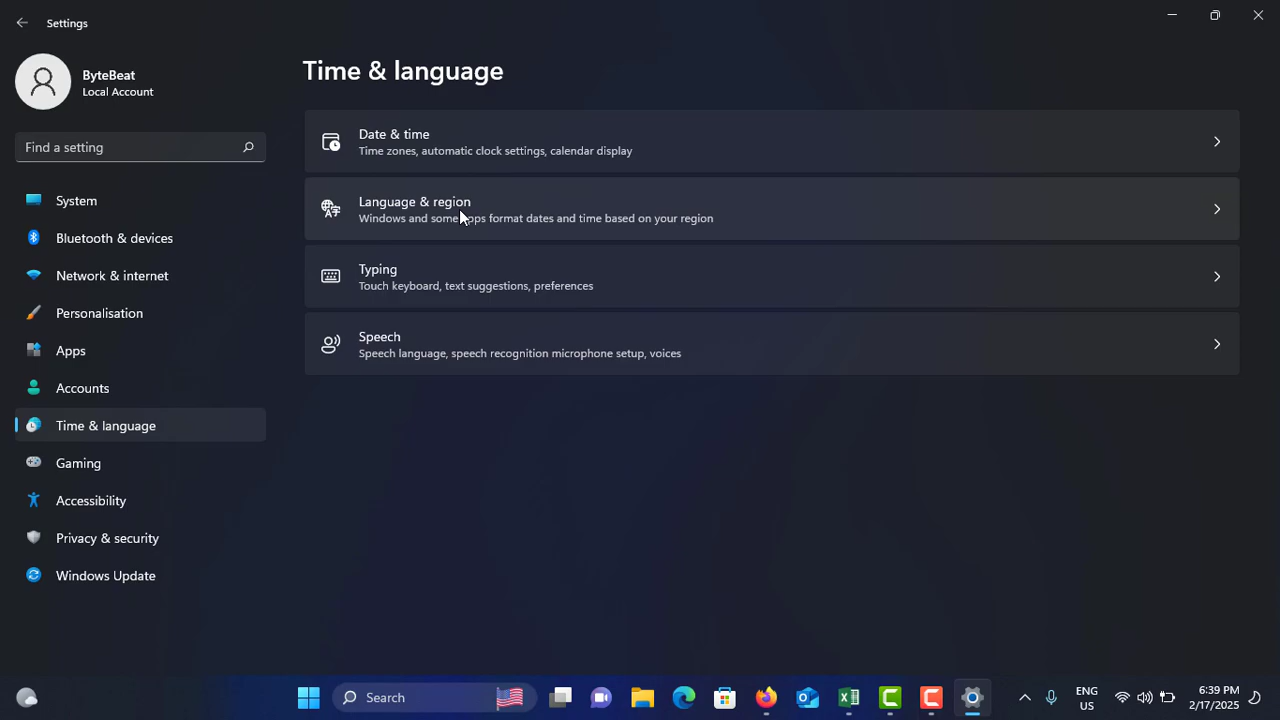 Settings
ByteBeat
Local Account
Find a setting
System
Bluetooth & devices
Network & internet
Personalisation
Apps
Accounts
Time & language
Gaming
Accessibility
Privacy & security
Windows Update
Time & language
Date & time
Time zones, automatic clock settings, calendar display
Language & region
Windows and some apps format dates and time based on your region
Typing
Touch keyboard, text suggestions, preferences
Speech
Speech language, speech recognition microphone setup, voices
Search
ENG
US
6:39 PM
2/17/2025